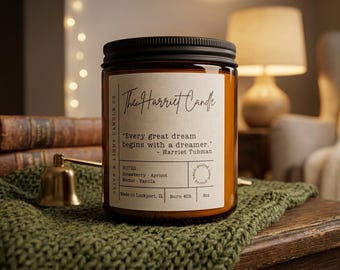 The Harriet Candle
"Every great dream
begins with a dreamer."
- Harriet Tubman
NOTES
Strawberry · Apricot
Nectar · Vanilla
Made in Lockport, IL
Burn 40h
8oz